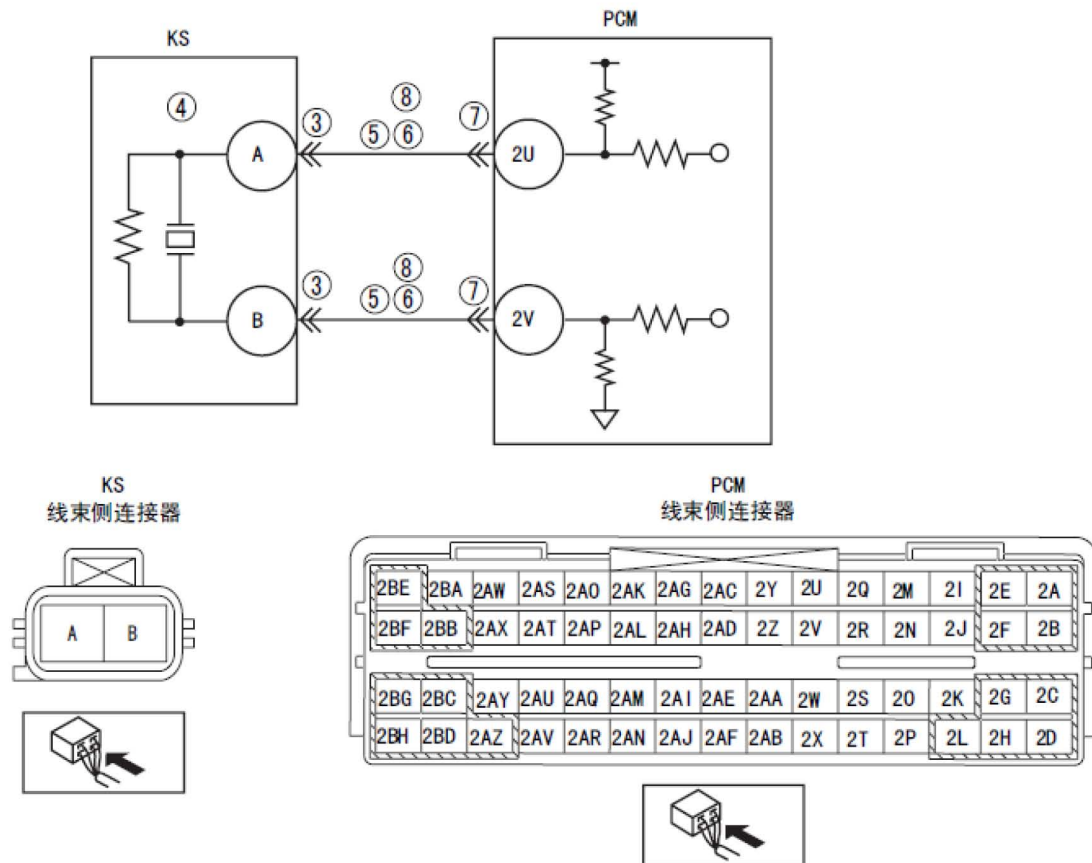 KS
PCM
④
③
⑧
⑤⑥
⑦
A
2U
③
⑧
⑤⑥
⑦
B
2V
KS
线束侧连接器
A B
PCM
线束侧连接器
2BE 2BA 2AW 2AS 2AO 2AK 2AG 2AC 2Y 2U 2Q 2M 2I 2E 2A
2BF 2BB 2AX 2AT 2AP 2AL 2AH 2AD 2Z 2V 2R 2N 2J 2F 2B
2BG 2BC 2AY 2AU 2AQ 2AM 2AI 2AE 2AA 2W 2S 2O 2K 2G 2C
2BH 2BD 2AZ 2AV 2AR 2AN 2AJ 2AF 2AB 2X 2T 2P 2L 2H 2D